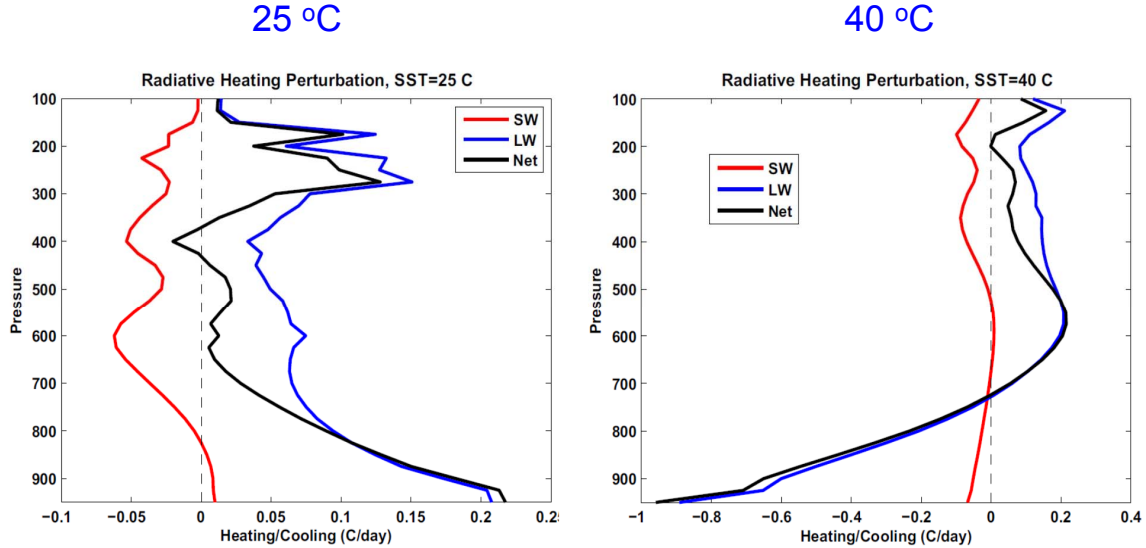 25 ºC
40 ºC
Radiative Heating Perturbation, SST=25 C
100
200
300
400
500
600
700
800
900
Pressure
SW
LW
Net
-0.1
-0.05
0
0.05
0.1
0.15
0.2
0.25
Heating/Cooling (C/day)
Radiative Heating Perturbation, SST=40 C
100
200
300
400
500
600
700
800
900
Pressure
SW
LW
Net
−1
−0.8
−0.6
−0.4
−0.2
0
0.2
0.4
Heating/Cooling (C/day)